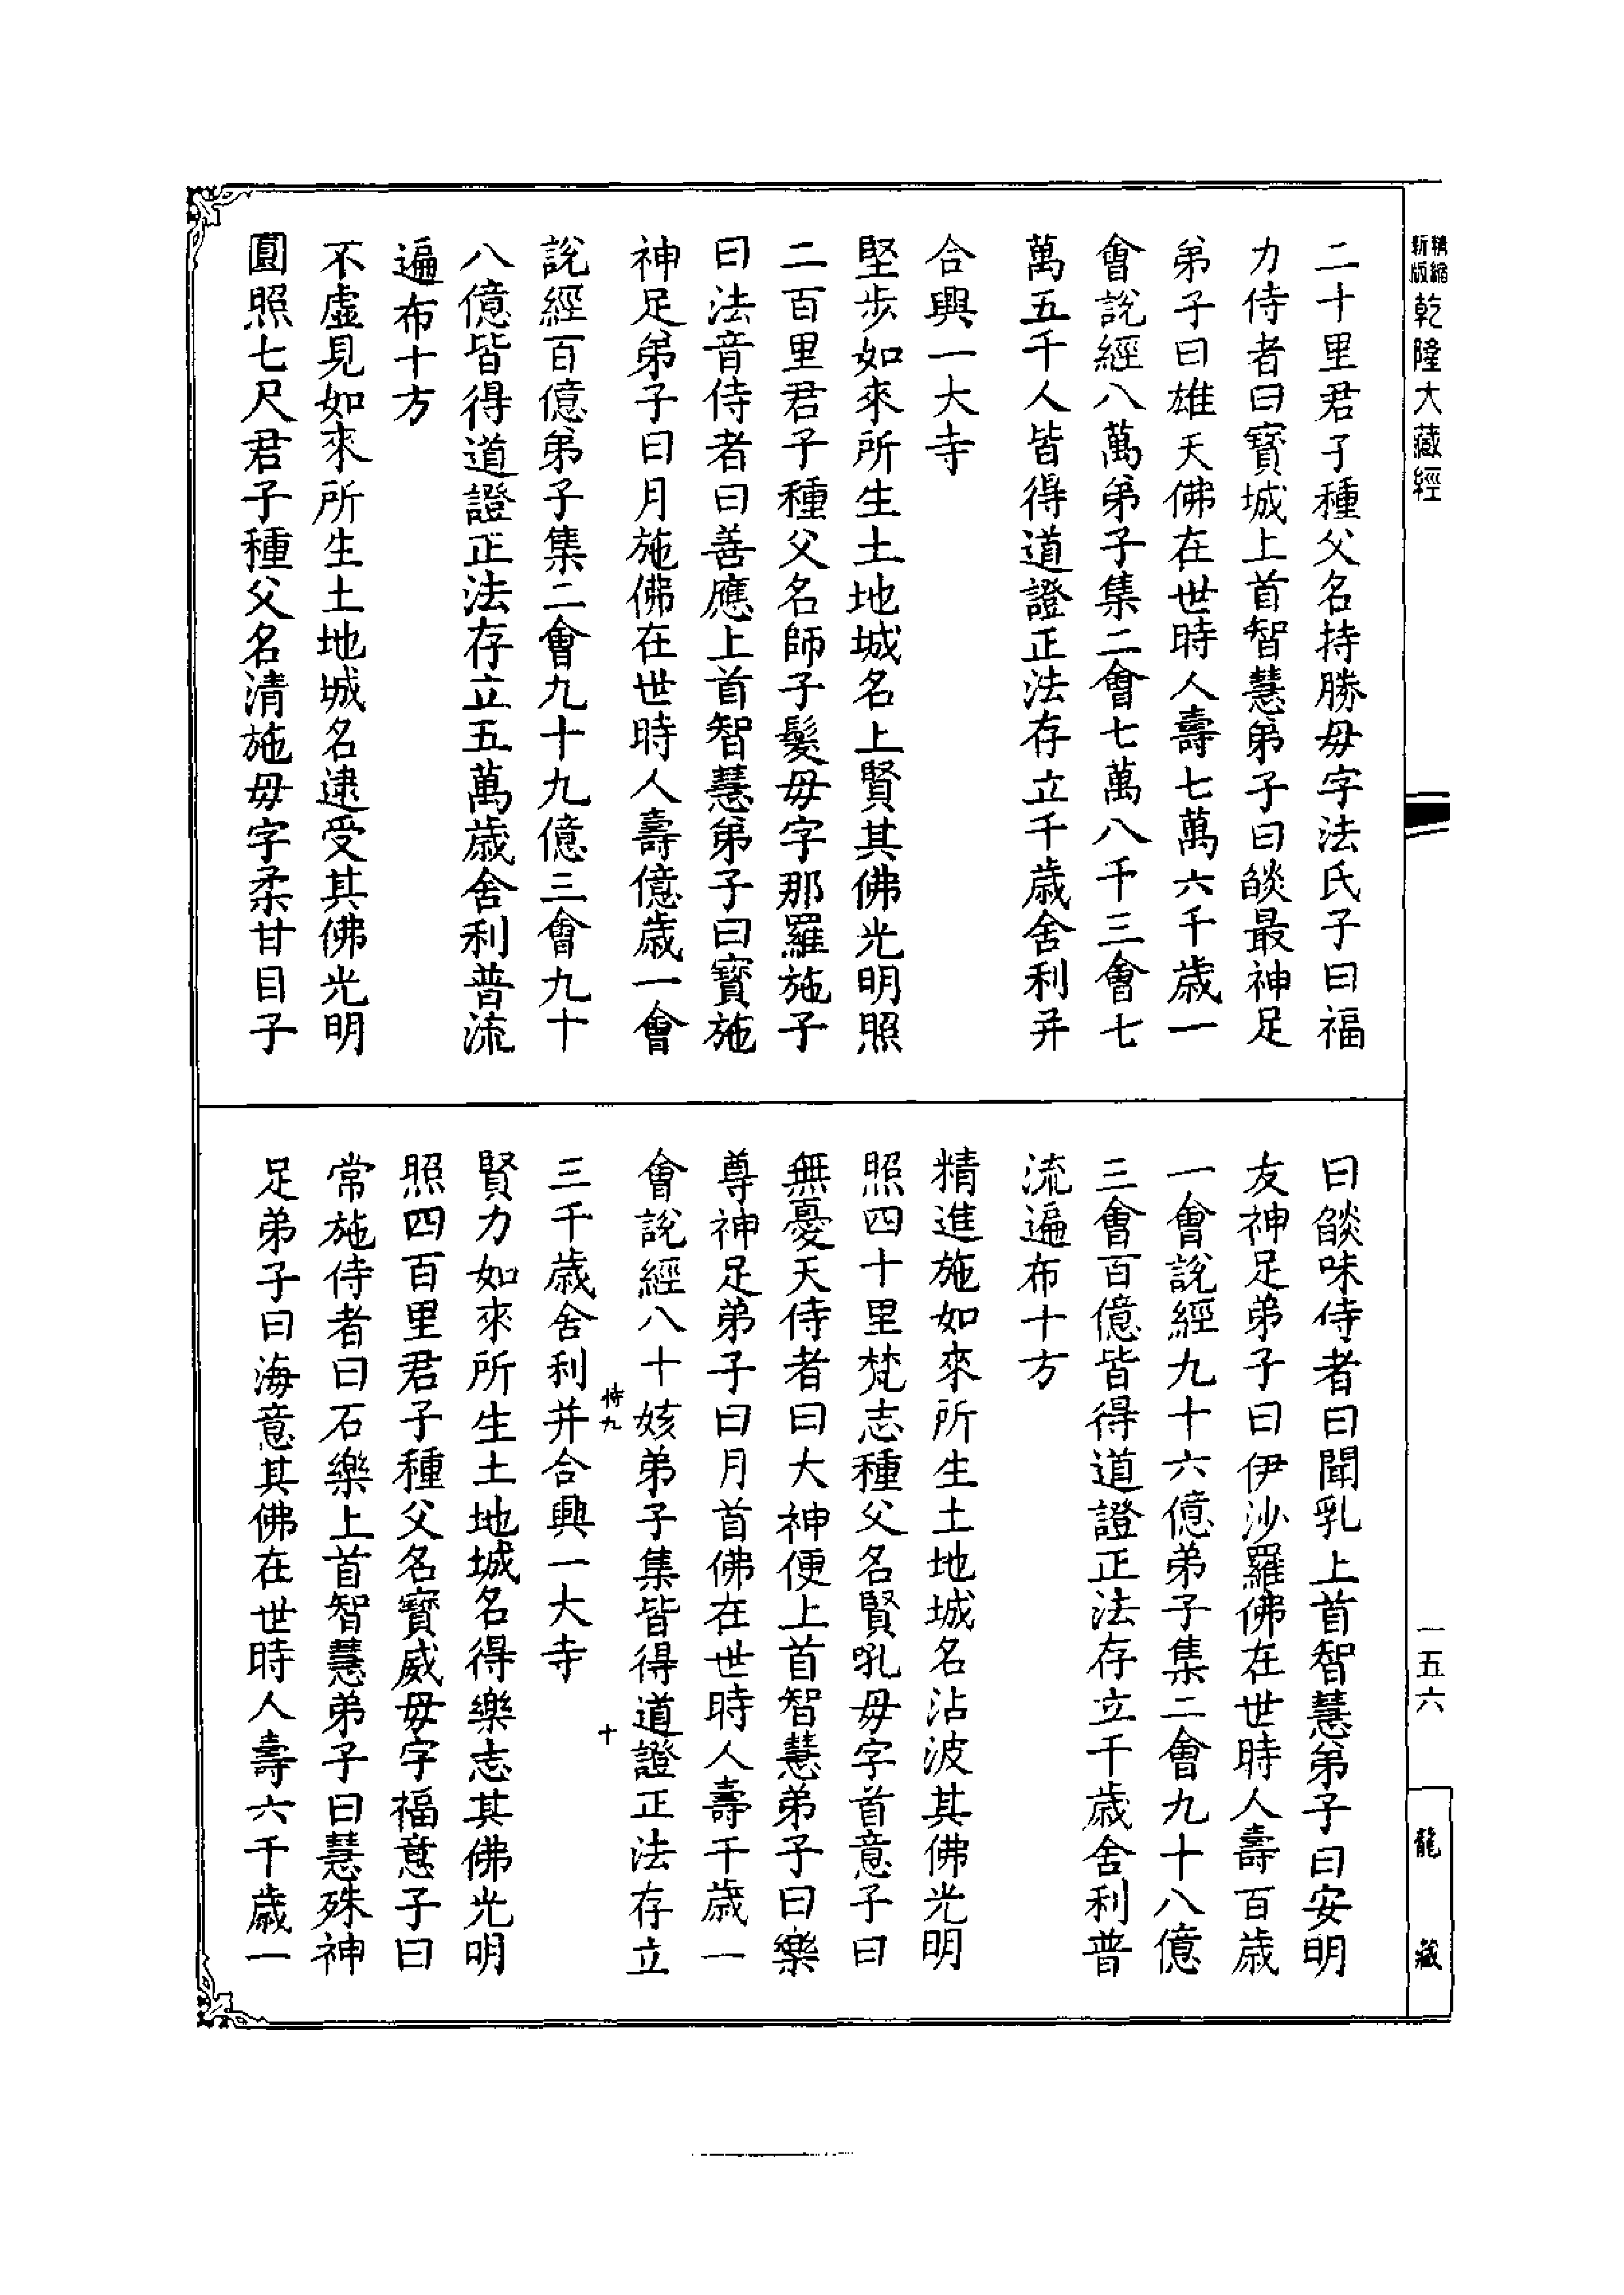 精縮新版乾隆大藏經
一五六
龍藏
二十里君子種父名持勝母字法氏子曰福
力侍者曰寶城上首智慧弟子曰㷿最神足
弟子曰雄天佛在世時人壽七萬六千歲一
會說經八萬弟子集二會七萬八千三會七
萬五千人皆得道證正法存立千歲舍利并
合興一大寺
堅步如來所生土地城名上賢其佛光明照
二百里君子種父名師子髮母字那羅施子
曰法音侍者曰善應上首智慧弟子曰寶施
神足弟子曰月施佛在世時人壽億歲一會
說經百億弟子集二會九十九億三會九十
八億皆得道證正法存立五萬歲舍利普流
遍布十方
不虛見如來所生土地城名逮受其佛光明
圓照七尺君子種父名清施母字柔甘目子
曰㷿味侍者曰聞乳上首智慧弟子曰安明
友神足弟子曰伊沙羅佛在世時人壽百歲
一會說經九十六億弟子集二會九十八億
三會百億皆得道證正法存立千歲舍利普
流遍布十方
精進施如來所生土地城名沾波其佛光明
照四十里梵志種父名賢吼母字首意子曰
無憂天侍者曰大神便上首智慧弟子曰樂
尊神足弟子曰月首佛在世時人壽千歲一
會說經八十姟弟子集皆得道證正法存立
三千歲舍利并合興一大寺
賢力如來所生土地城名得樂志其佛光明
照四百里君子種父名寶威母字福意子曰
常施侍者曰石樂上首智慧弟子曰慧殊神
足弟子曰海意其佛在世時人壽六千歲一
九
十